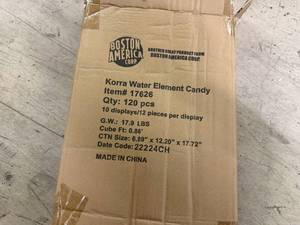 BOSTON
AMERICA
CORP
ANOTHER GREAT PRODUCT FROM
BOSTON AMERICA CORP.
Korra Water Element Candy
Item# 17626
Qty: 120 pcs
10 displays/12 pieces per display
G.W.: 17.9 LBS
Cube Ft: 0.86'
CTN Size: 6.89" x 12.20" x 17.72"
Date Code: 22224CH
MADE IN CHINA